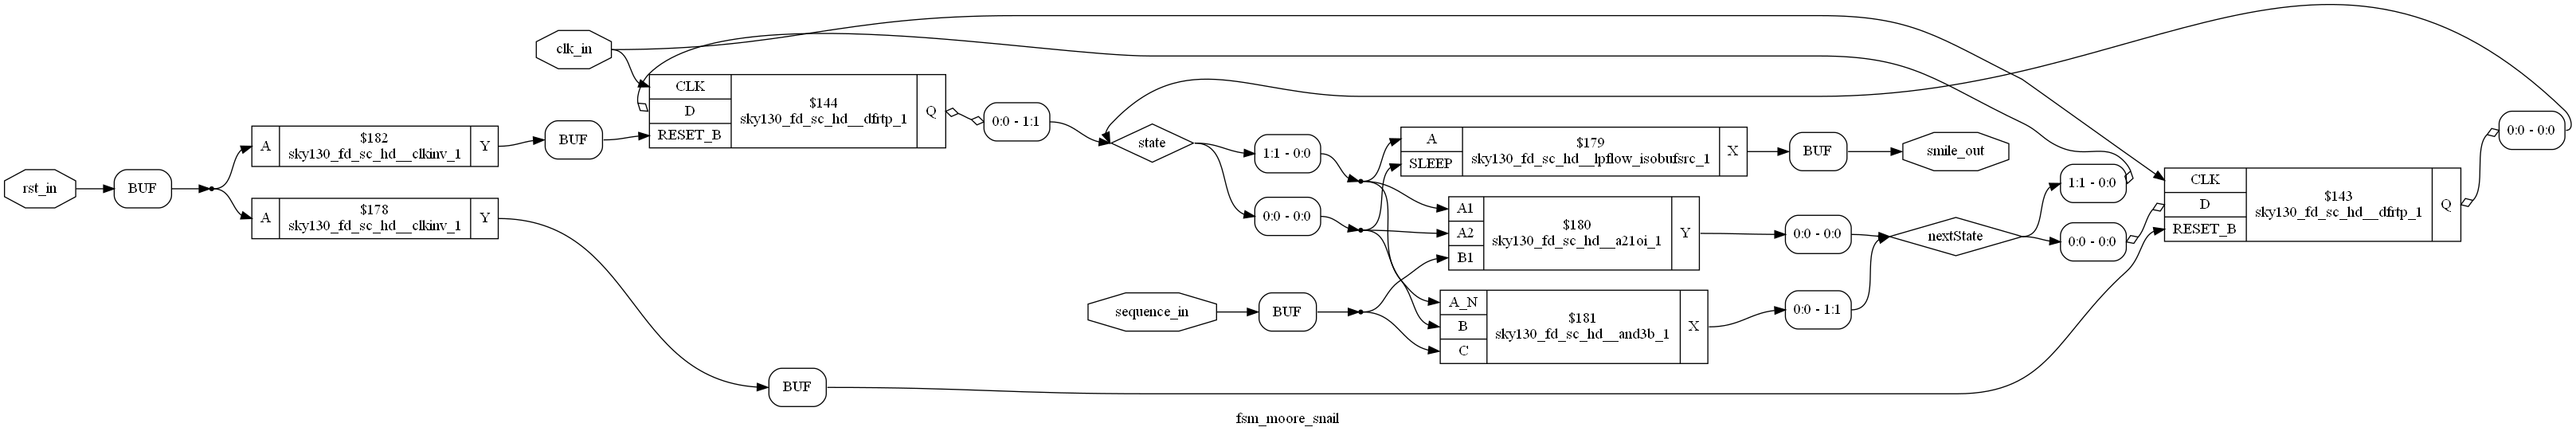 clk_in
rst_in
BUF
A
$182
sky130_fd_sc_hd__clkinv_1
Y
A
$178
sky130_fd_sc_hd__clkinv_1
Y
BUF
BUF
CLK
D
RESET_B
$144
sky130_fd_sc_hd__dfrtp_1
Q
0:0 - 1:1
state
1:1 - 0:0
0:0 - 0:0
sequence_in
BUF
A
SLEEP
$179
sky130_fd_sc_hd__lpflow_isobufsrc_1
X
A1
A2
B1
$180
sky130_fd_sc_hd__a21oi_1
Y
A_N
B
C
$181
sky130_fd_sc_hd__and3b_1
X
BUF
smile_out
0:0 - 0:0
0:0 - 1:1
nextState
1:1 - 0:0
0:0 - 0:0
CLK
D
RESET_B
$143
sky130_fd_sc_hd__dfrtp_1
Q
0:0 - 0:0
fsm_moore_snail